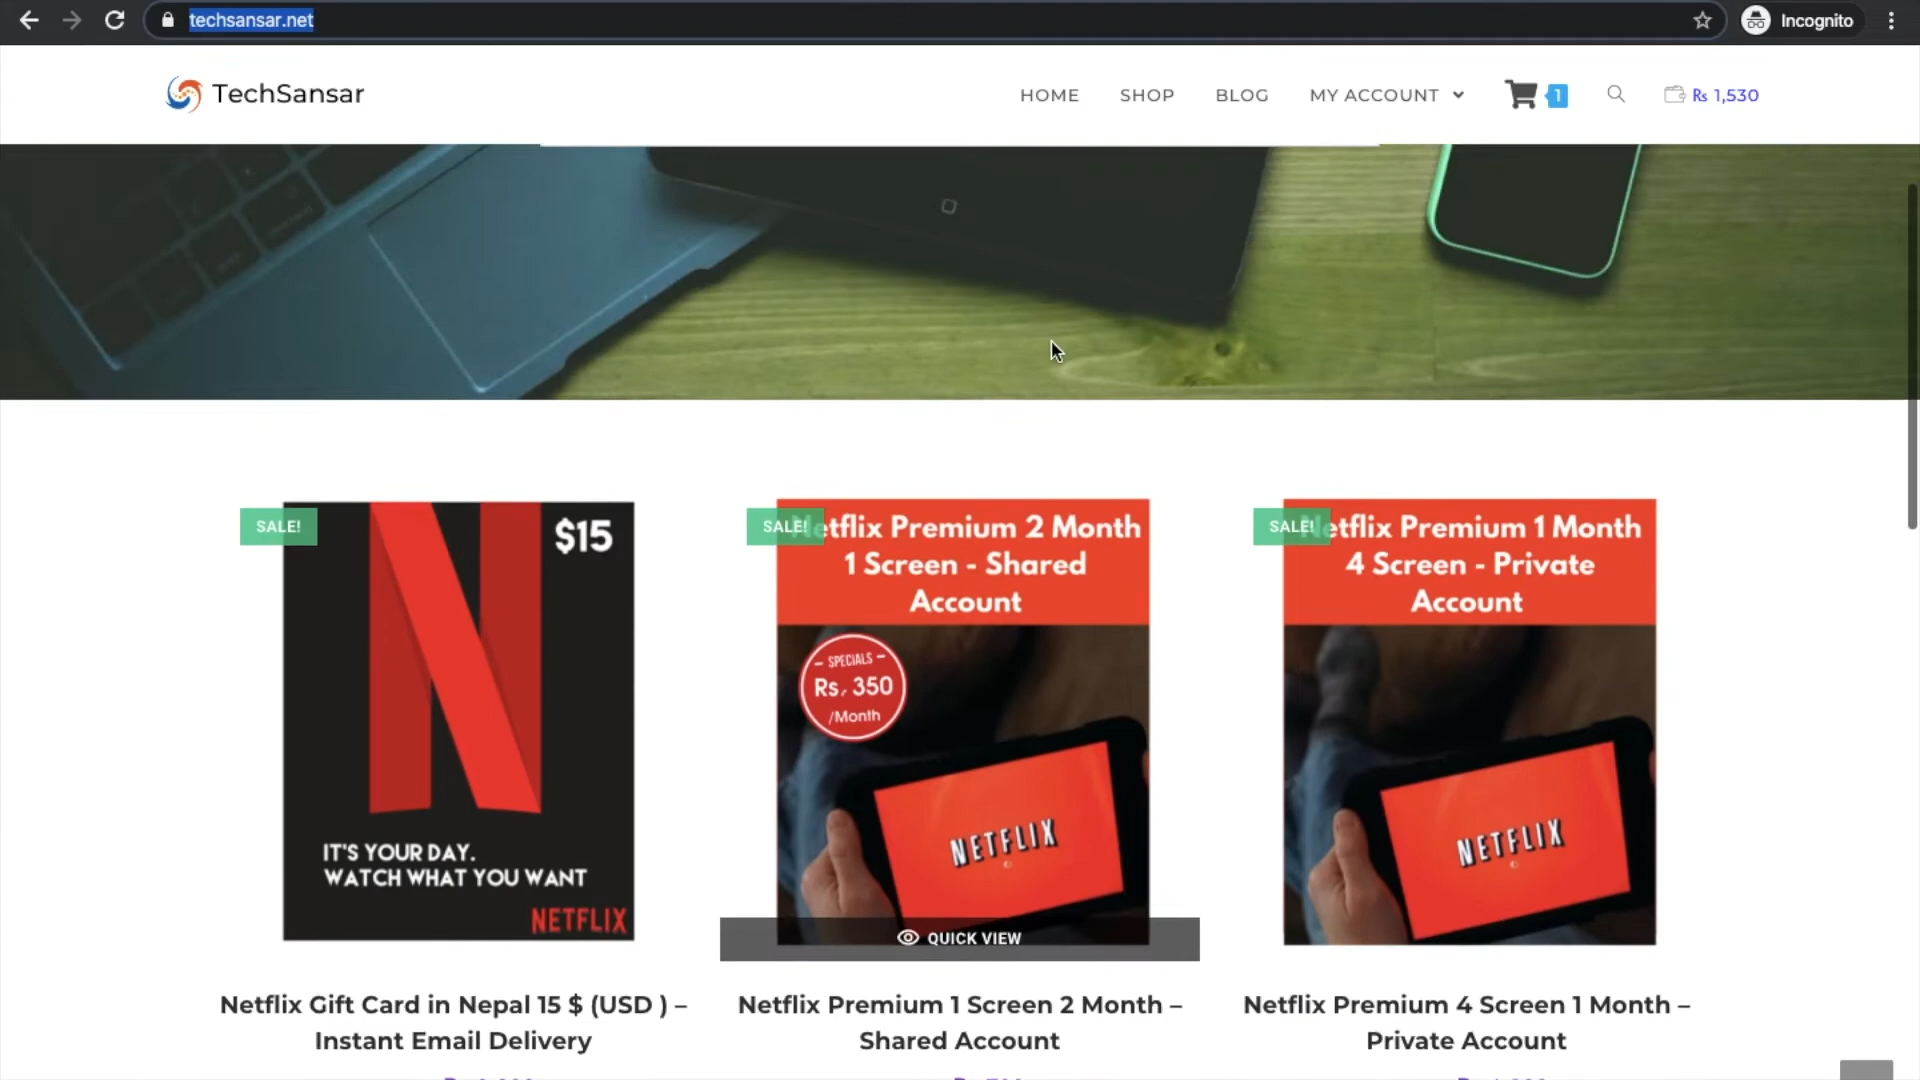 techsansar.net
Incognito
TechSansar
HOME
SHOP
BLOG
MY ACCOUNT
1
₨ 1,530
SALE!
$15
IT'S YOUR DAY.
WATCH WHAT YOU WANT
NETFLIX
SALE!
etflix Premium 2 Month
1 Screen - Shared
Account
– SPECIALS –
Rs. 350
/Month
NETFLIX
QUICK VIEW
SALE!
etflix Premium 1 Month
4 Screen - Private
Account
NETFLIX
Netflix Gift Card in Nepal 15 $ (USD ) –
Instant Email Delivery
Netflix Premium 1 Screen 2 Month –
Shared Account
Netflix Premium 4 Screen 1 Month –
Private Account